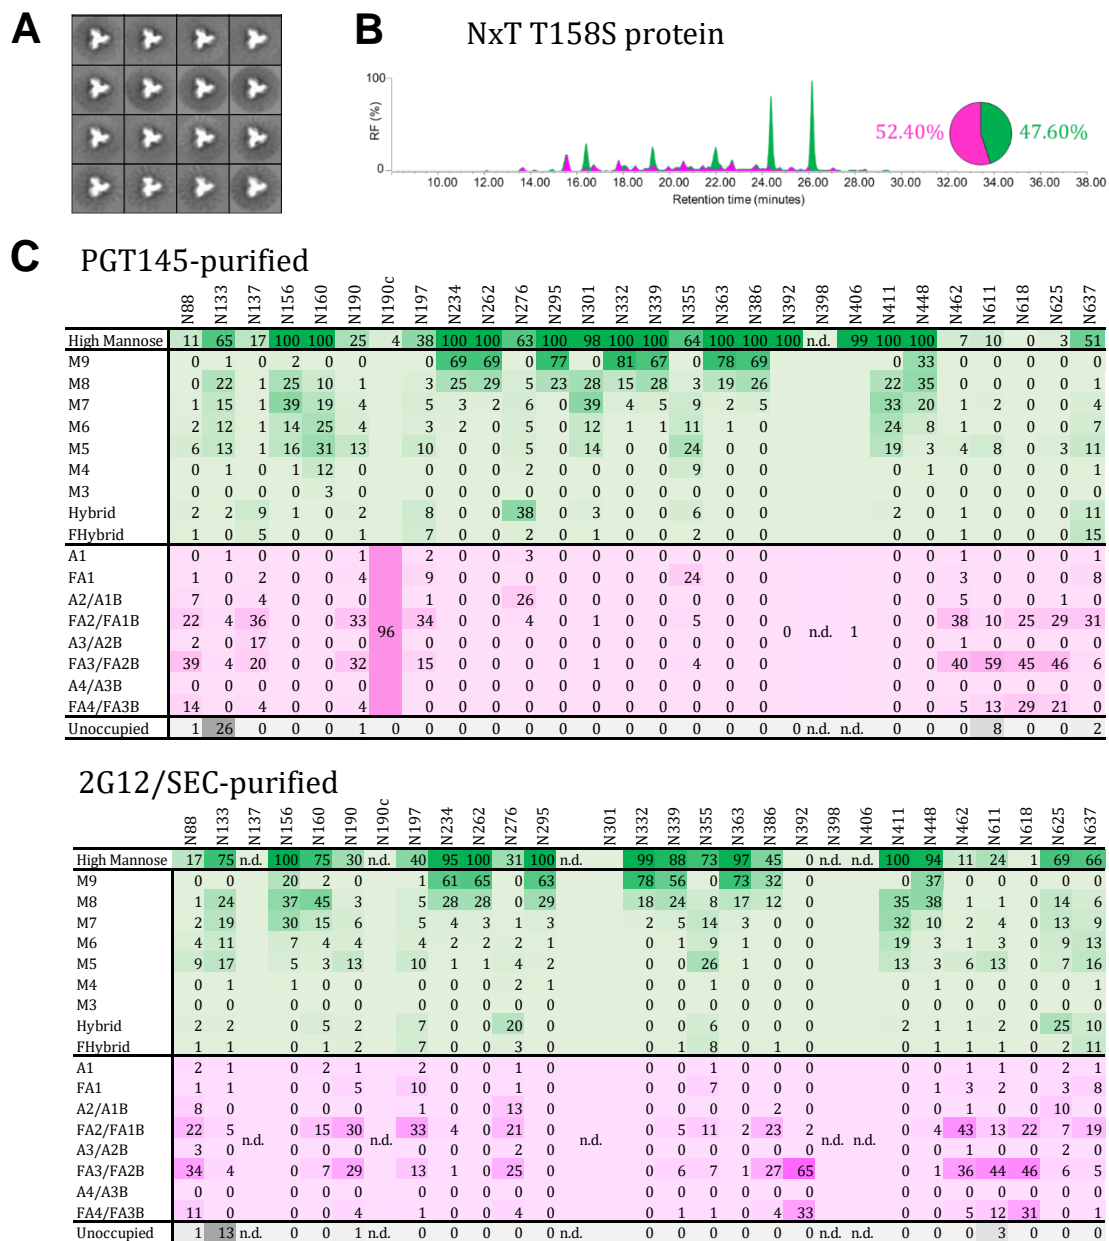 A
B NxT T158S protein
100
RF (%)
0
52.40% 47.60%
10.00 12.00 14.00 16.00 18.00 20.00 22.00 24.00 26.00 28.00 30.00 32.00 34.00 36.00 38.00
Retention time (minutes)
C PGT145-purified
N88 N133 N137 N156 N160 N190 N190c N197 N234 N262 N276 N295 N301 N332 N339 N355 N363 N386 N392 N398 N406 N411 N448 N462 N611 N618 N625 N637
High Mannose 11 65 17 100 100 25 4 38 100 100 63 100 98 100 100 64 100 100 100 n.d. 99 100 100 7 10 0 3 51
M9 0 1 0 2 0 0 0 69 69 0 77 0 81 67 0 78 69 0 33 0 0 0 0 0
M8 0 22 1 25 10 1 3 25 29 5 23 28 15 28 3 19 26 22 35 0 0 0 0 1
M7 1 15 1 39 19 4 5 3 2 6 0 39 4 5 9 2 5 33 20 1 2 0 0 4
M6 2 12 1 14 25 4 3 2 0 5 0 12 1 1 11 1 0 24 8 1 0 0 0 7
M5 6 13 1 16 31 13 10 0 0 5 0 14 0 0 24 0 0 19 3 4 8 0 3 11
M4 0 1 0 1 12 0 0 0 0 2 0 0 0 0 9 0 0 0 1 0 0 0 0 1
M3 0 0 0 0 3 0 0 0 0 0 0 0 0 0 0 0 0 0 0 0 0 0 0 0
Hybrid 2 2 9 1 0 2 8 0 0 38 0 3 0 0 6 0 0 2 0 1 0 0 0 11
FHybrid 1 0 5 0 0 1 7 0 0 2 0 1 0 0 2 0 0 0 0 1 0 0 0 15
A1 0 1 0 0 0 1 2 0 0 3 0 0 0 0 0 0 0 0 0 1 0 0 0 1
FA1 1 0 2 0 0 4 9 0 0 0 0 0 0 0 24 0 0 0 0 3 0 0 0 8
A2/A1B 7 0 4 0 0 0 1 0 0 26 0 0 0 0 0 0 0 0 0 5 0 0 1 0
FA2/FA1B 22 4 36 0 0 33 96 34 0 0 4 0 1 0 0 5 0 0 0 n.d. 1 0 0 38 10 25 29 31
A3/A2B 2 0 17 0 0 0 0 0 0 0 0 0 0 0 0 0 0 0 0 1 0 0 0 0
FA3/FA2B 39 4 20 0 0 32 15 0 0 0 0 1 0 0 4 0 0 0 0 40 59 45 46 6
A4/A3B 0 0 0 0 0 0 0 0 0 0 0 0 0 0 0 0 0 0 0 0 0 0 0 0
FA4/FA3B 14 0 4 0 0 4 0 0 0 0 0 0 0 0 0 0 0 0 0 5 13 29 21 0
Unoccupied 1 26 0 0 0 1 0 0 0 0 0 0 0 0 0 0 0 0 0 n.d. n.d. 0 0 0 8 0 0 2
2G12/SEC-purified
N88 N133 N137 N156 N160 N190 N190c N197 N234 N262 N276 N295 N301 N332 N339 N355 N363 N386 N392 N398 N406 N411 N448 N462 N611 N618 N625 N637
High Mannose 17 75 n.d. 100 75 30 n.d. 40 95 100 31 100 n.d. 99 88 73 97 45 0 n.d. n.d. 100 94 11 24 1 69 66
M9 0 0 20 2 0 1 61 65 0 63 78 56 0 73 32 0 0 37 0 0 0 0 0
M8 1 24 37 45 3 5 28 28 0 29 18 24 8 17 12 0 35 38 1 1 0 14 6
M7 2 19 30 15 6 5 4 3 1 3 2 5 14 3 0 0 32 10 2 4 0 13 9
M6 4 11 7 4 4 4 2 2 2 1 0 1 9 1 0 0 19 3 1 3 0 9 13
M5 9 17 5 3 13 10 1 1 4 2 0 0 26 1 0 0 13 3 6 13 0 7 16
M4 0 1 1 0 0 0 0 0 2 1 0 0 1 0 0 0 0 1 0 0 0 0 1
M3 0 0 0 0 0 0 0 0 0 0 0 0 0 0 0 0 0 0 0 0 0 0 0
Hybrid 2 2 0 5 2 7 0 0 20 0 0 0 6 0 0 0 2 1 1 2 0 25 10
FHybrid 1 1 0 1 2 7 0 0 3 0 0 1 8 0 1 0 0 1 1 1 0 2 11
A1 2 1 0 2 1 2 0 0 1 0 0 0 1 0 0 0 0 0 1 1 0 2 1
FA1 1 1 0 0 5 10 0 0 1 0 0 0 7 0 0 0 0 1 3 2 0 3 8
A2/A1B 8 0 0 0 0 1 0 0 13 0 0 0 0 0 2 0 0 0 1 0 0 10 0
FA2/FA1B 22 5 n.d. 0 15 30 n.d. 33 4 0 21 0 n.d. 0 5 11 2 23 2 n.d. n.d. 0 4 43 13 22 7 19
A3/A2B 3 0 0 0 0 0 0 0 2 0 0 0 0 0 0 0 0 0 1 0 0 2 0
FA3/FA2B 34 4 0 7 29 13 1 0 25 0 0 6 7 1 27 65 0 1 36 44 46 6 5
A4/A3B 0 0 0 0 0 0 0 0 0 0 0 0 0 0 0 0 0 0 0 0 0 0 0
FA4/FA3B 11 0 0 0 4 1 0 0 4 0 0 1 1 0 4 33 0 0 5 12 31 0 1
Unoccupied 1 13 n.d. 0 0 1 n.d. 0 0 0 0 0 n.d. 0 0 0 0 0 0 n.d. n.d. 0 0 0 3 0 0 0